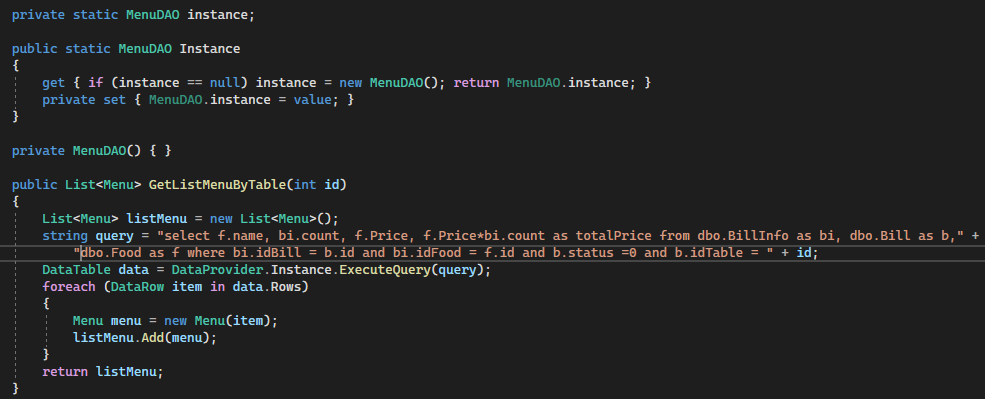 private static MenuDAO instance;
public static MenuDAO Instance
{
get { if (instance == null) instance = new MenuDAO(); return MenuDAO.instance; }
private set { MenuDAO.instance = value; }
}
private MenuDAO() { }
public List<Menu> GetListMenuByTable(int id)
{
List<Menu> listMenu = new List<Menu>();
string query = "select f.name, bi.count, f.Price, f.Price*bi.count as totalPrice from dbo.BillInfo as bi, dbo.Bill as b," +
"dbo.Food as f where bi.idBill = b.id and bi.idFood = f.id and b.status =0 and b.idTable = " + id;
DataTable data = DataProvider.Instance.ExecuteQuery(query);
foreach (DataRow item in data.Rows)
{
Menu menu = new Menu(item);
listMenu.Add(menu);
}
return listMenu;
}